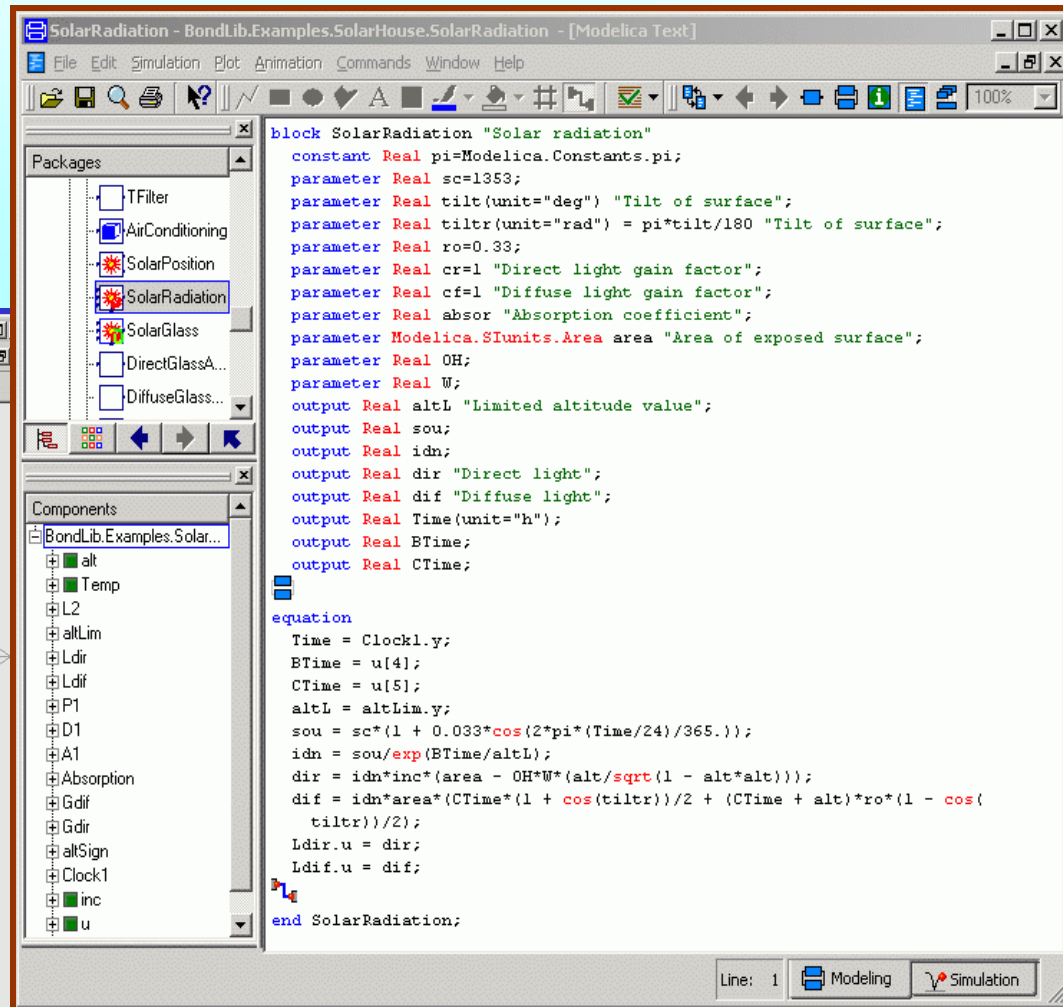 SolarRadiation - BondLib.Examples.SolarHouse.SolarRadiation - [Modelica Text]
File Edit Simulation Plot Animation Commands Window Help
100%
Packages
TFilter
AirConditioning
SolarPosition
SolarRadiation
SolarGlass
DirectGlassA...
DiffuseGlass...
Components
BondLib.Examples.Solar...
alt
Temp
L2
altLim
Ldir
Ldif
P1
D1
A1
Absorption
Gdif
Gdir
altSign
Clock1
inc
u
block SolarRadiation "Solar radiation"
constant Real pi=Modelica.Constants.pi;
parameter Real sc=1353;
parameter Real tilt(unit="deg") "Tilt of surface";
parameter Real tiltr(unit="rad") = pi*tilt/180 "Tilt of surface";
parameter Real ro=0.33;
parameter Real cr=1 "Direct light gain factor";
parameter Real cf=1 "Diffuse light gain factor";
parameter Real absor "Absorption coefficient";
parameter Modelica.SIunits.Area area "Area of exposed surface";
parameter Real OH;
parameter Real W;
output Real altL "Limited altitude value";
output Real sou;
output Real idn;
output Real dir "Direct light";
output Real dif "Diffuse light";
output Real Time(unit="h");
output Real BTime;
output Real CTime;
equation
Time = Clock1.y;
BTime = u[4];
CTime = u[5];
altL = altLim.y;
sou = sc*(1 + 0.033*cos(2*pi*(Time/24)/365.));
idn = sou/exp(BTime/altL);
dir = idn*inc*(area - OH*W*(alt/sqrt(1 - alt*alt)));
dif = idn*area*(CTime*(1 + cos(tiltr))/2 + (CTime + alt)*ro*(1 - cos(
tiltr))/2);
Ldir.u = dir;
Ldif.u = dif;
end SolarRadiation;
Line: 1 Modeling Simulation